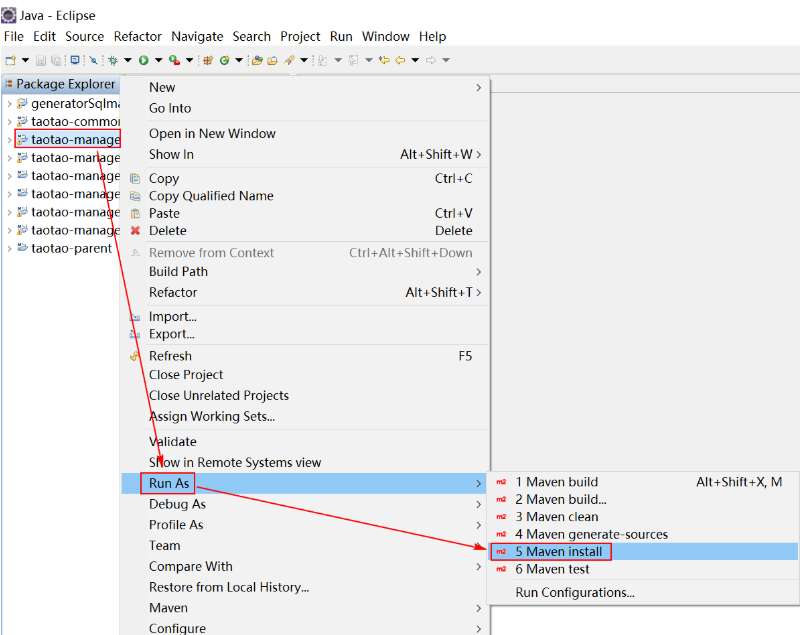 Java - Eclipse
File Edit Source Refactor Navigate Search Project Run Window Help
Package Explorer
generatorSqlma
taotao-common
taotao-manage
taotao-manage
taotao-manage
taotao-manage
taotao-manage
taotao-manage
taotao-parent
New
Go Into
Open in New Window
Show In Alt+Shift+W
Copy Ctrl+C
Copy Qualified Name
Paste Ctrl+V
Delete Delete
Remove from Context Ctrl+Alt+Shift+Down
Build Path
Refactor Alt+Shift+T
Import...
Export...
Refresh F5
Close Project
Close Unrelated Projects
Assign Working Sets...
Validate
Show in Remote Systems view
Run As
Debug As
Profile As
Team
Compare With
Restore from Local History...
Maven
Configure
m2 1 Maven build Alt+Shift+X, M
m2 2 Maven build...
m2 3 Maven clean
m2 4 Maven generate-sources
m2 5 Maven install
m2 6 Maven test
Run Configurations...